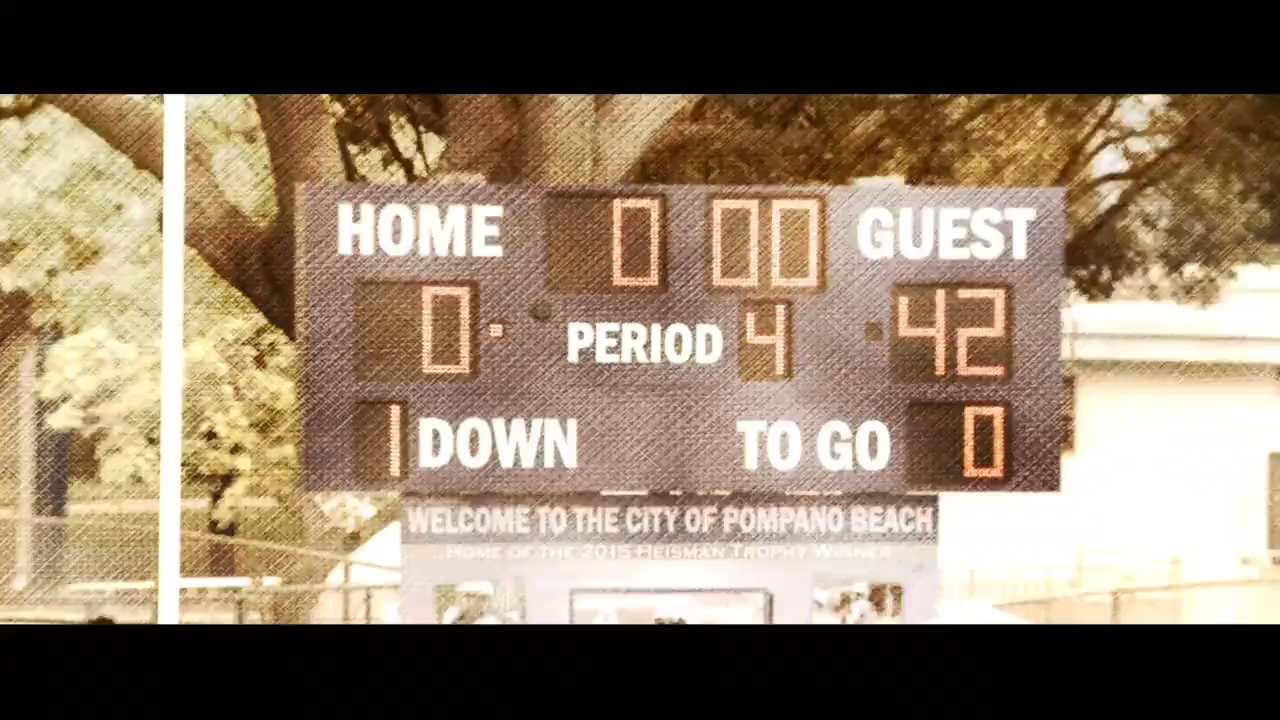 HOME 0 00 GUEST
0 PERIOD 4 42
1 DOWN TO GO 0
WELCOME TO THE CITY OF POMPANO BEACH
HOME OF THE 2015 HEISMAN TROPHY WINNER